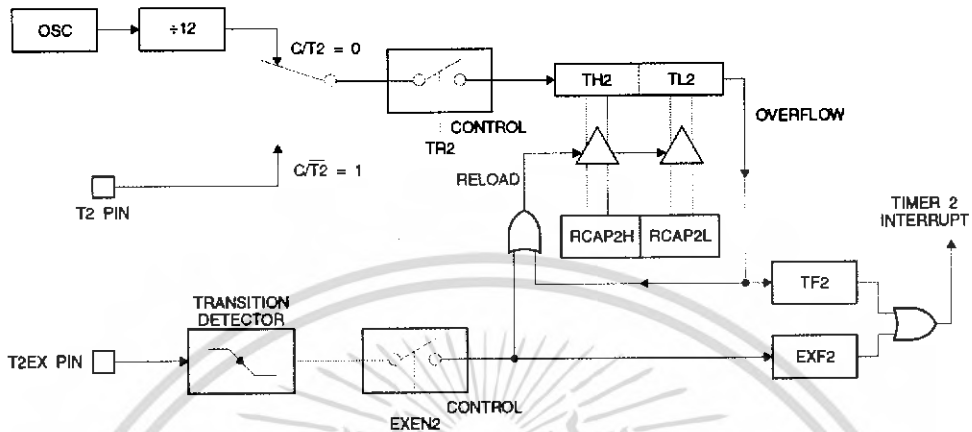 OSC
÷12
C/T2 = 0
TH2
TL2
OVERFLOW
CONTROL
TR2
C/T̅2̅ = 1
T2 PIN
RELOAD
RCAP2H
RCAP2L
TIMER 2
INTERRUPT
TF2
TRANSITION
DETECTOR
T2EX PIN
EXF2
CONTROL
EXEN2